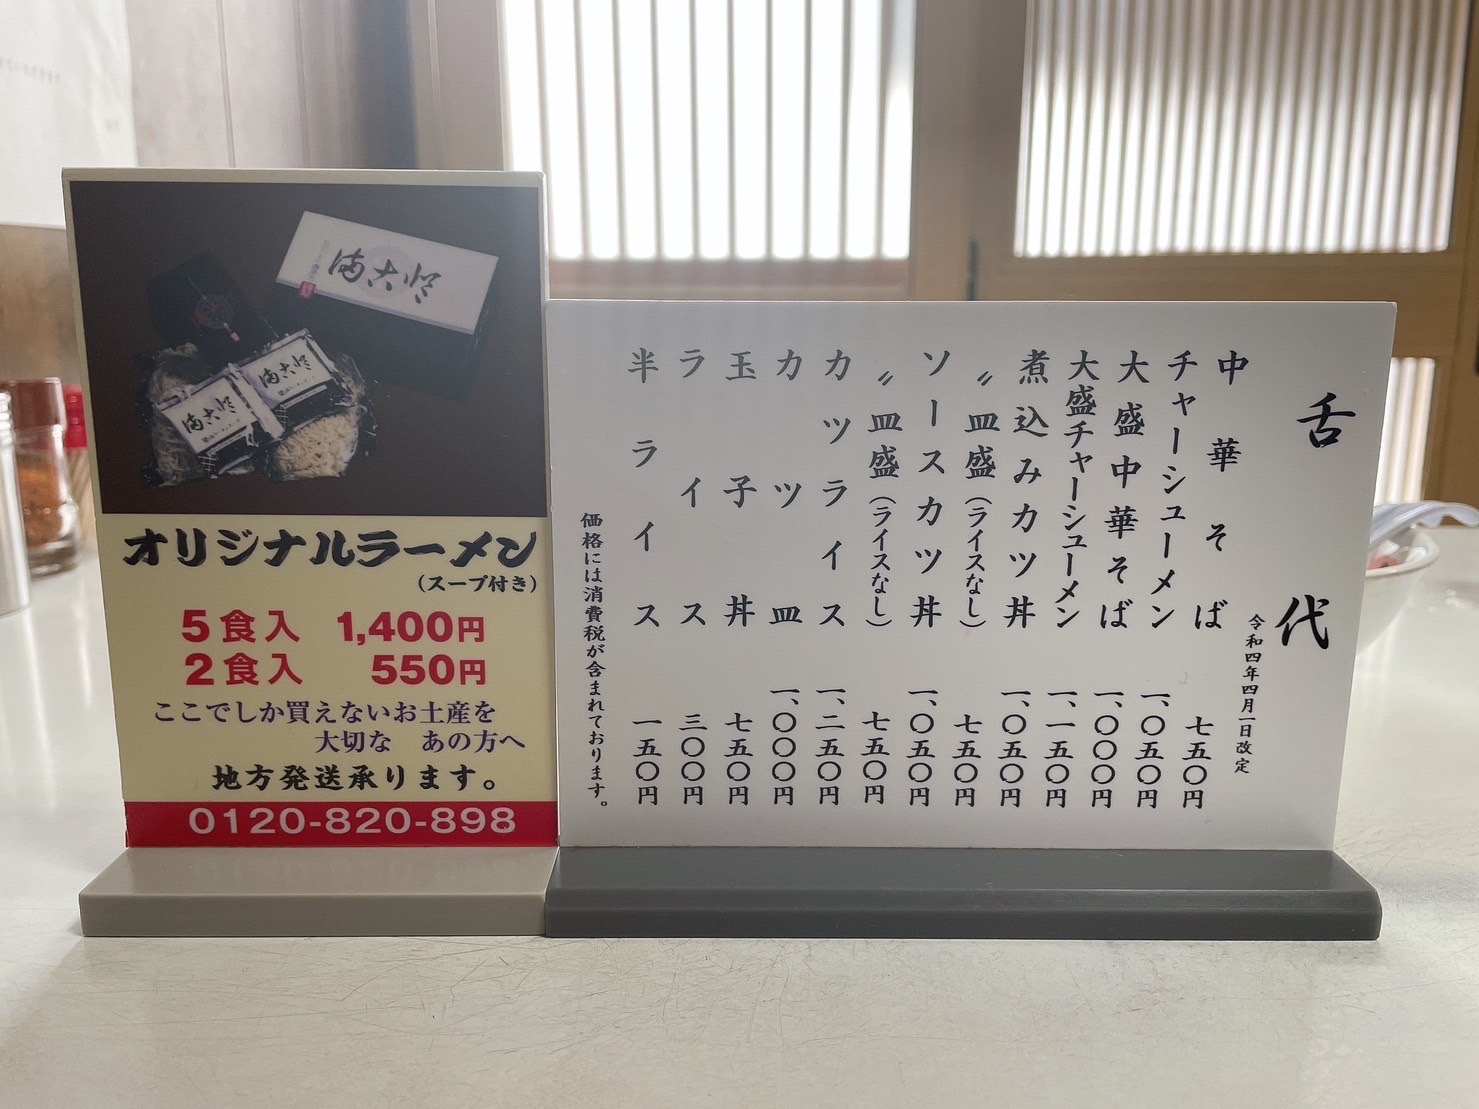 満古登
満古登
満古登
オリジナルラーメン
(スープ付き)
5食入 1,400円
2食入 550円
ここでしか買えないお土産を
大切な あの方へ
地方発送承ります。
0120-820-898
舌代
令和四年四月一日改定
中華そば 七五〇円
チャーシューメン 一、〇五〇円
大盛中華そば 一、〇〇〇円
大盛チャーシューメン 一、一五〇円
煮込みカツ丼 一、〇五〇円
〃皿盛(ライスなし) 七五〇円
ソースカツ丼 一、〇五〇円
〃皿盛(ライスなし) 七五〇円
カツライス 一、二五〇円
カツ皿 一、〇〇〇円
玉子丼 七五〇円
ライス 三〇〇円
半ライス 一五〇円
価格には消費税が含まれております。